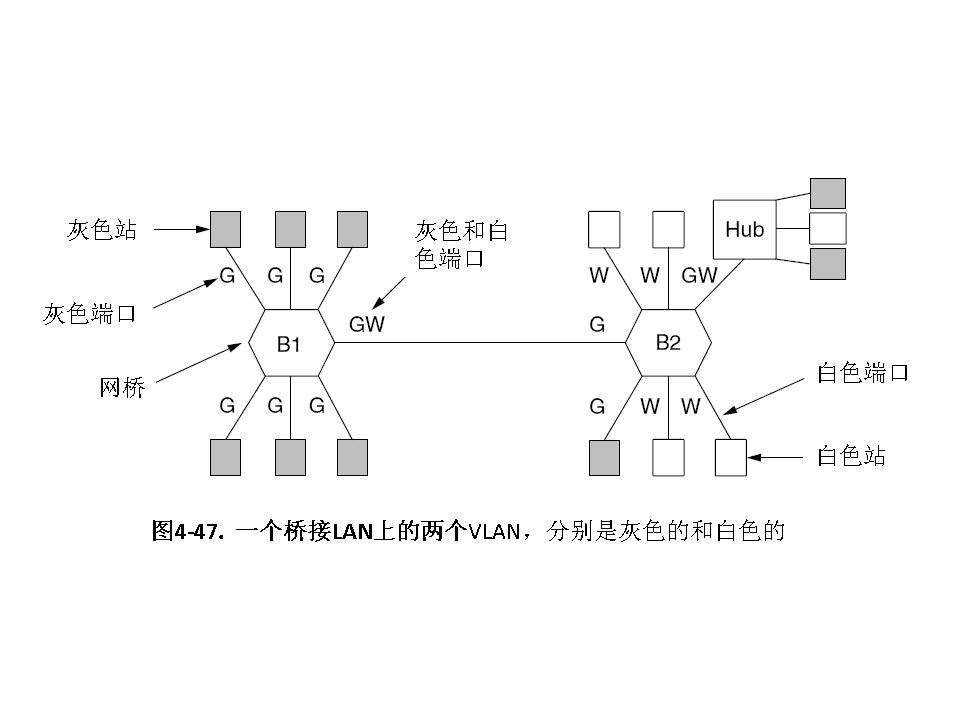 灰色站
灰色和白
色端口
Hub
G G G
W W GW
灰色端口
GW
G
B1
B2
网桥
白色端口
G G G
G W W
白色站
图4-47. 一个桥接LAN上的两个VLAN，分别是灰色的和白色的